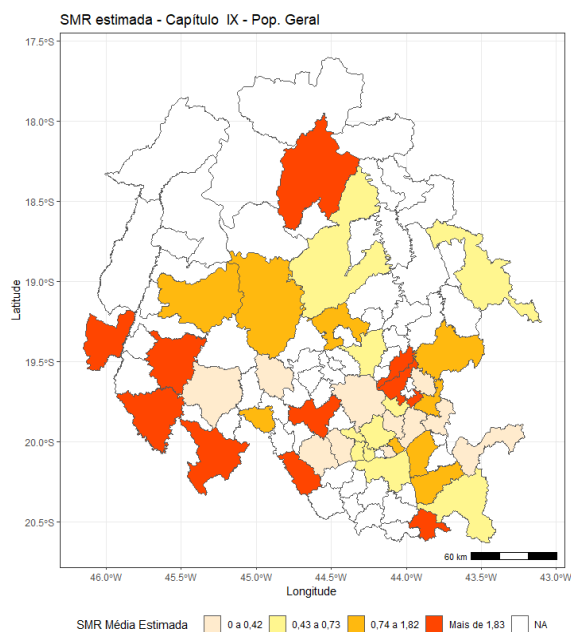 SMR estimada - Capítulo  IX - Pop. Geral
17.5°S
18.0°S
18.5°S
19.0°S
19.5°S
20.0°S
20.5°S
Latitude
60 km
46.0°W 45.5°W 45.0°W 44.5°W 44.0°W 43.5°W 43.0°W
Longitude
SMR Média Estimada 0 a 0,42 0,43 a 0,73 0,74 a 1,82 Mais de 1,83 NA